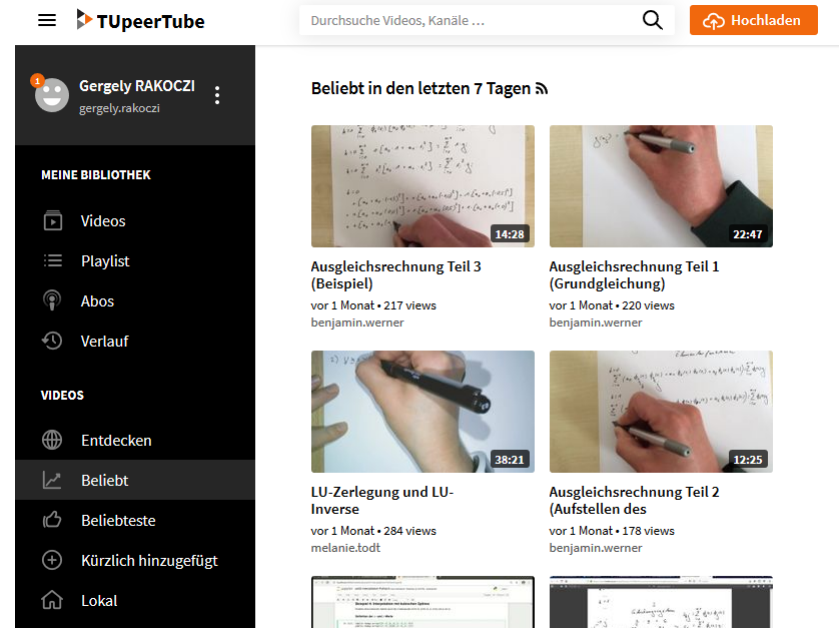 TUpeerTube
Durchsuche Videos, Kanäle ...
Hochladen
1
Gergely RAKOCZI
gergely.rakoczi
MEINE BIBLIOTHEK
Videos
Playlist
Abos
Verlauf
VIDEOS
Entdecken
Beliebt
Beliebteste
Kürzlich hinzugefügt
Lokal
Beliebt in den letzten 7 Tagen
14:28
Ausgleichsrechnung Teil 3
(Beispiel)
vor 1 Monat • 217 views
benjamin.werner
22:47
Ausgleichsrechnung Teil 1
(Grundgleichung)
vor 1 Monat • 220 views
benjamin.werner
38:21
LU-Zerlegung und LU-
Inverse
vor 1 Monat • 284 views
melanie.todt
12:25
Ausgleichsrechnung Teil 2
(Aufstellen des
vor 1 Monat • 178 views
benjamin.werner